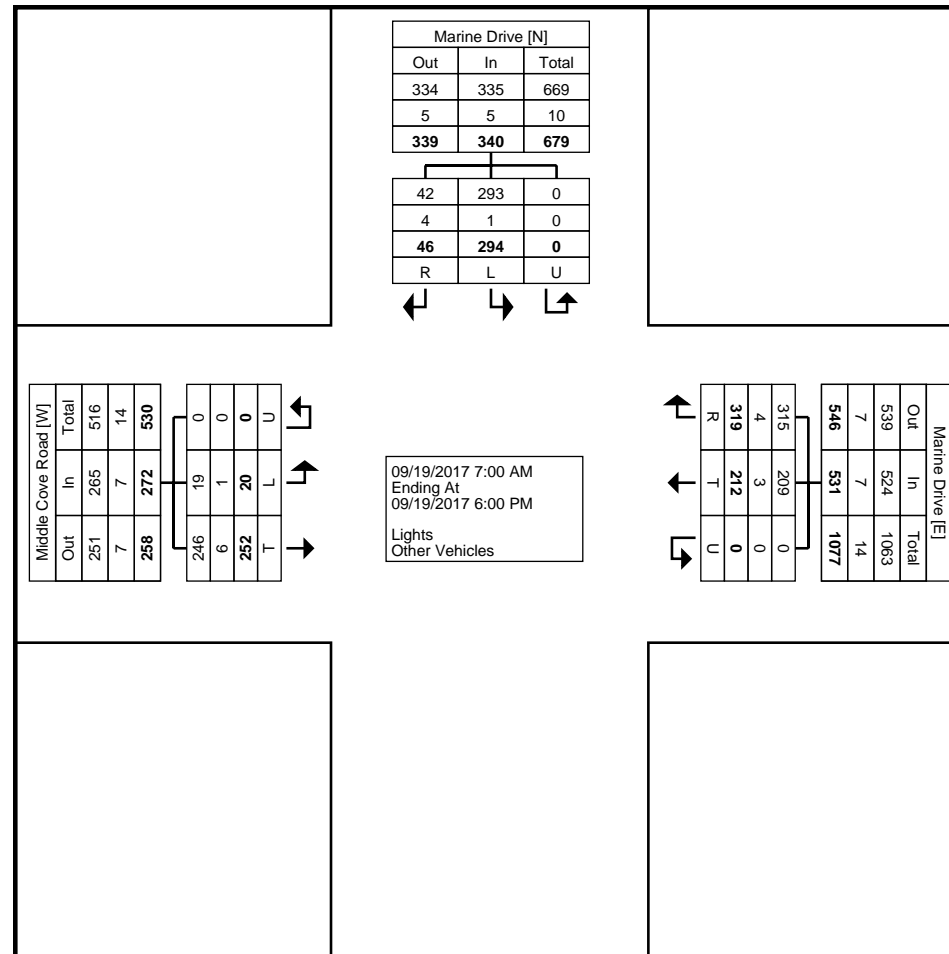 Marine Drive [N]
Out In Total
334 335 669
5 5 10
339 340 679
42 293 0
4 1 0
46 294 0
R L U
Middle Cove Road [W]
Out In Total
251 265 516
7 7 14
258 272 530
246 19 0
6 1 0
252 20 0
T L U
09/19/2017 7:00 AM
Ending At
09/19/2017 6:00 PM
Lights
Other Vehicles
Marine Drive [E]
Out In Total
539 524 1063
7 7 14
546 531 1077
315 209 0
4 3 0
319 212 0
R T U